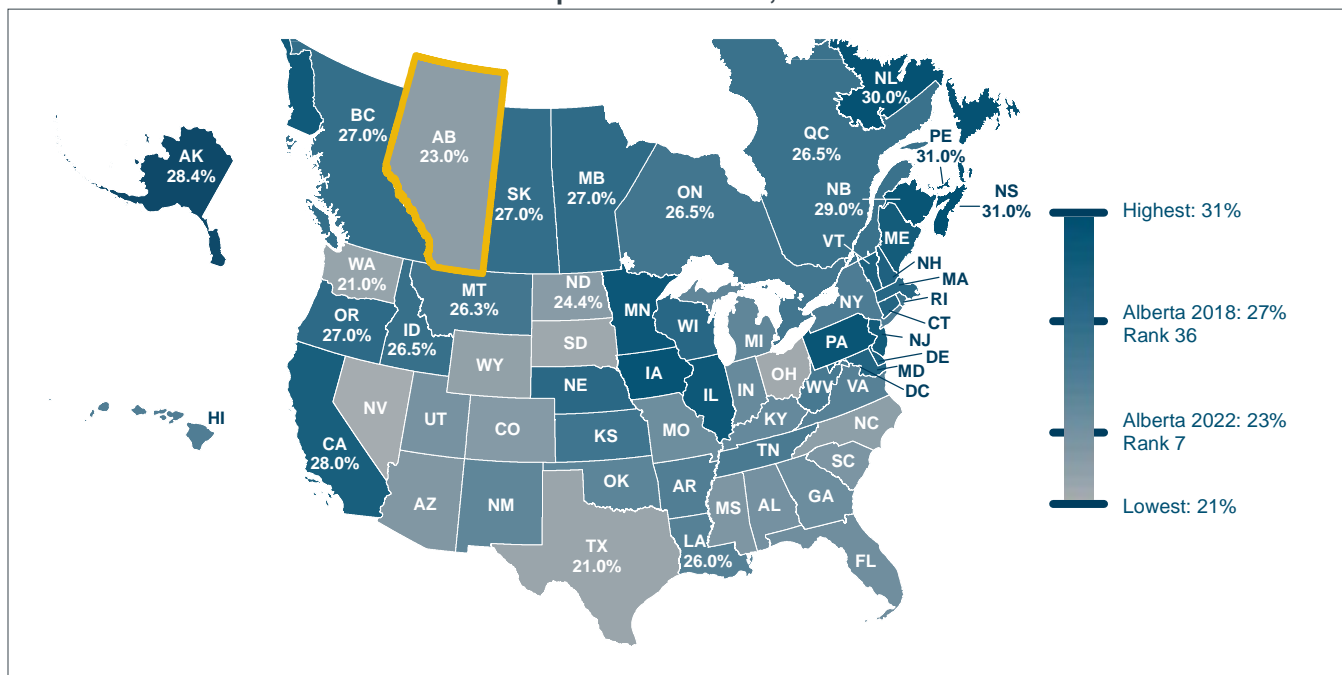 NL
30.0%
BC
27.0%
AB
23.0%
QC
26.5%
PE
31.0%
AK
28.4%
SK
27.0%
MB
27.0%
ON
26.5%
NB
29.0%
NS
31.0%
Highest: 31%
VT
ME
WA
21.0%
MT
26.3%
ND
24.4%
NH
MA
NY
RI
OR
27.0%
ID
26.5%
MN
WI
MI
CT
Alberta 2018: 27%
Rank 36
SD
PA
NJ
WY
IA
OH
DE
MD
DC
NE
IL
IN
WV
VA
HI
NV
UT
CO
KS
MO
KY
NC
Alberta 2022: 23%
Rank 7
CA
28.0%
TN
SC
AZ
NM
OK
AR
MS
AL
GA
Lowest: 21%
TX
21.0%
LA
26.0%
FL